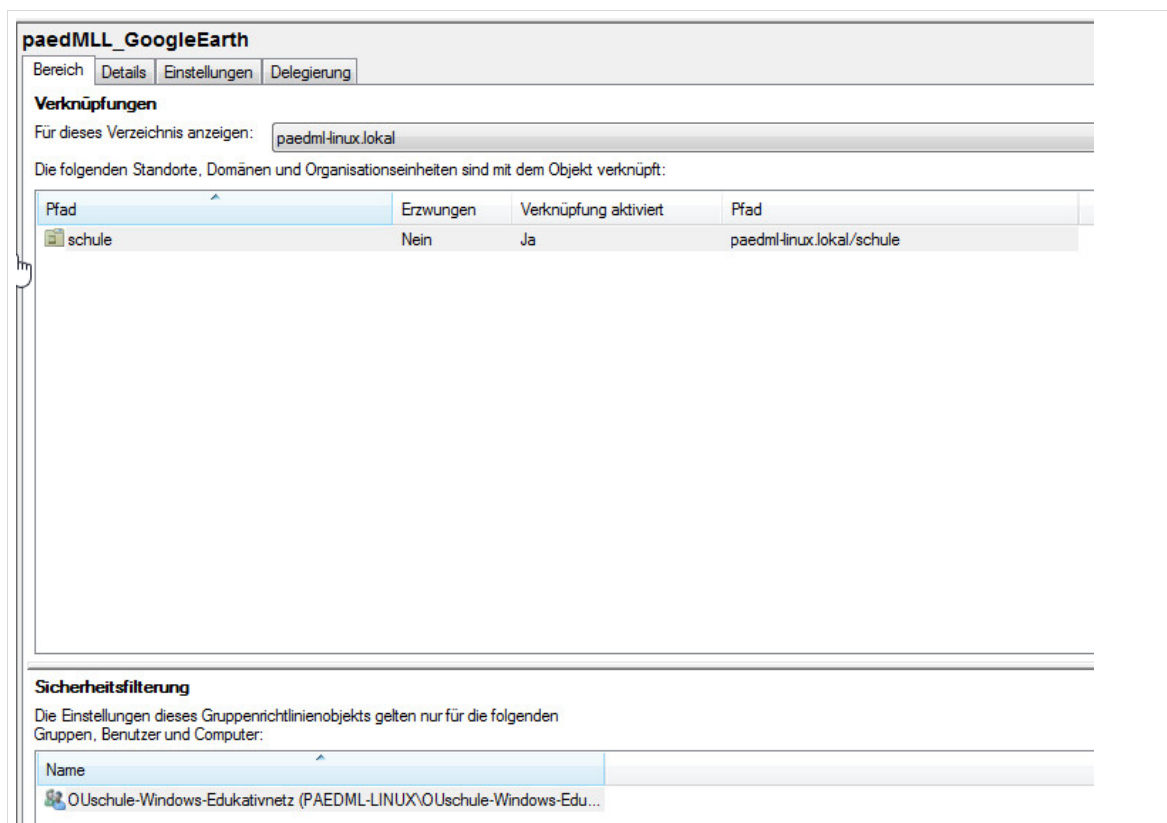 paedMLL_GoogleEarth
Bereich Details Einstellungen Delegierung
Verknüpfungen
Für dieses Verzeichnis anzeigen: paedml-linux.lokal
Die folgenden Standorte, Domänen und Organisationseinheiten sind mit dem Objekt verknüpft:
Pfad Erzwungen Verknüpfung aktiviert Pfad
schule Nein Ja paedml-linux.lokal/schule
Sicherheitsfilterung
Die Einstellungen dieses Gruppenrichtlinienobjekts gelten nur für die folgenden
Gruppen, Benutzer und Computer:
Name
OUschule-Windows-Edukativnetz (PAEDML-LINUX\OUschule-Windows-Edu...